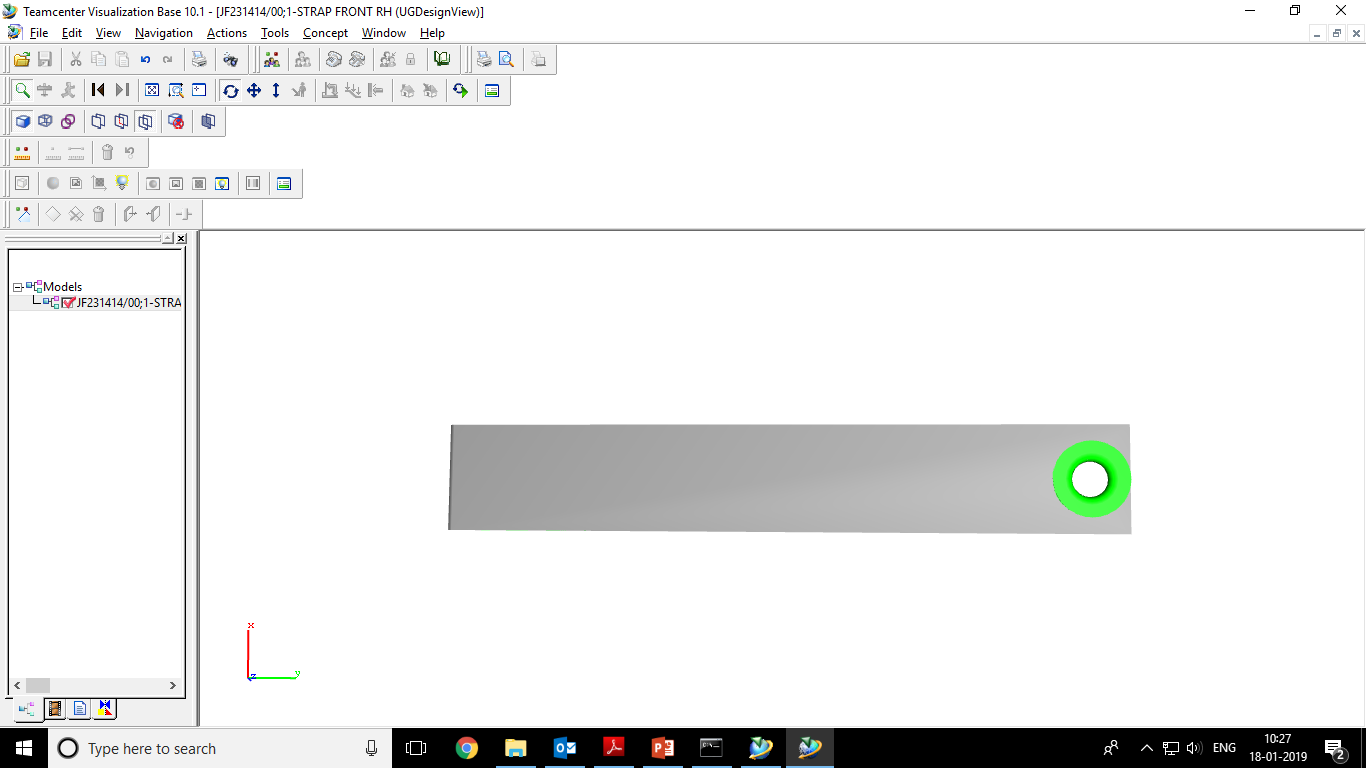 Teamcenter Visualization Base 10.1 - [JF231414/00;1-STRAP FRONT RH (UGDesignView)]
File Edit View Navigation Actions Tools Concept Window Help
Models
JF231414/00;1-STRA
x
y
z
Type here to search
ENG
10:27
18-01-2019
2